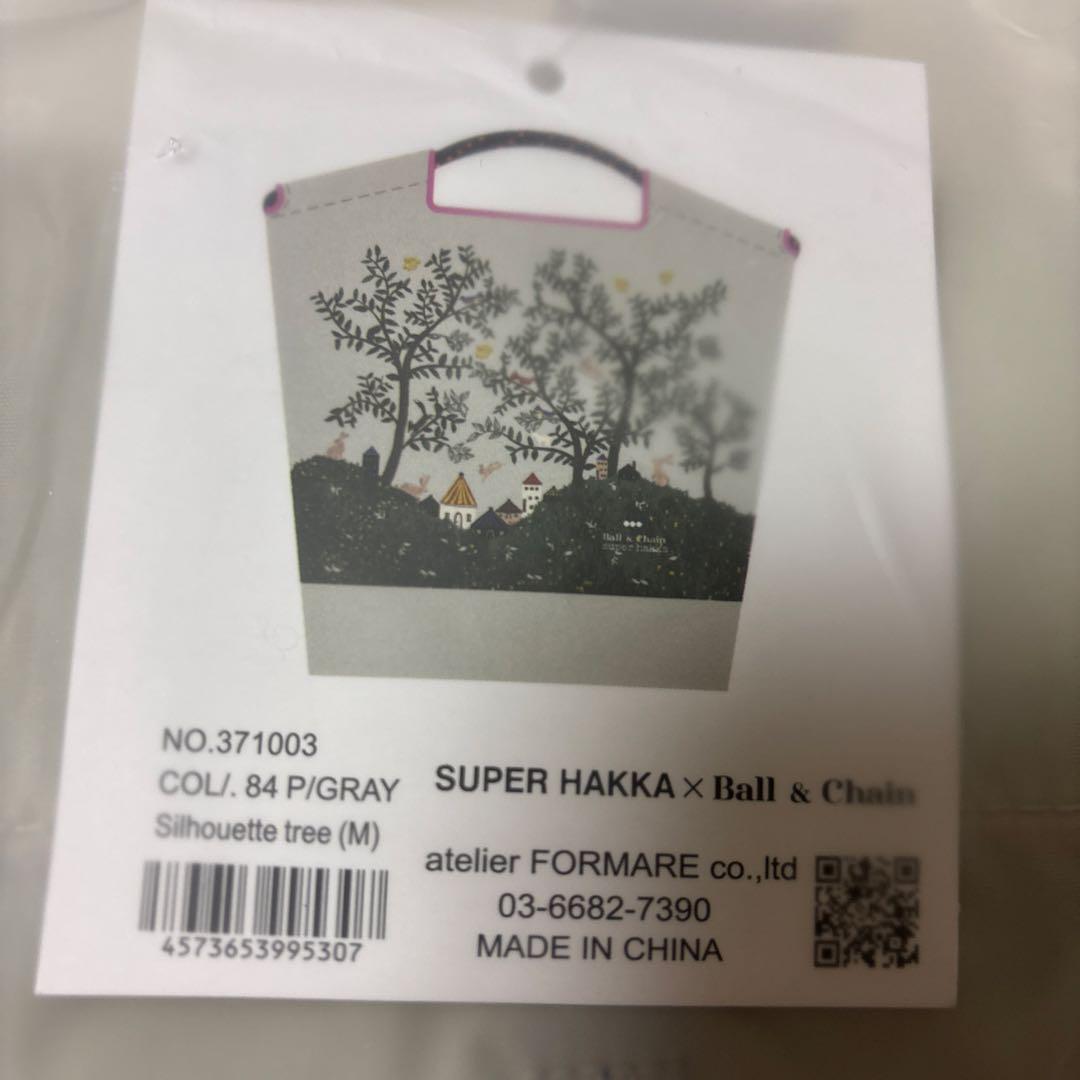 Ball & Chain
super hakka
NO.371003
COL/. 84 P/GRAY
Silhouette tree (M)
4573653995307
SUPER HAKKA × Ball & Chain
atelier FORMARE co.,ltd
03-6682-7390
MADE IN CHINA